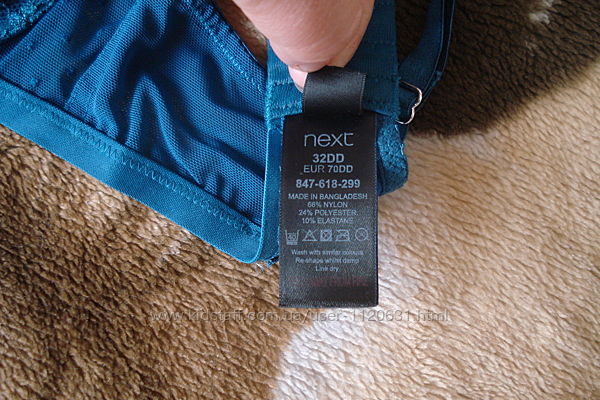 next
32DD
EUR 70DD
847-618-299
MADE IN BANGLADESH
66% NYLON
24% POLYESTER
10% ELASTANE
Wash with similar colours
Re-shape whilst damp
Line dry
www.kidstaff.com.ua/user-1120631.html